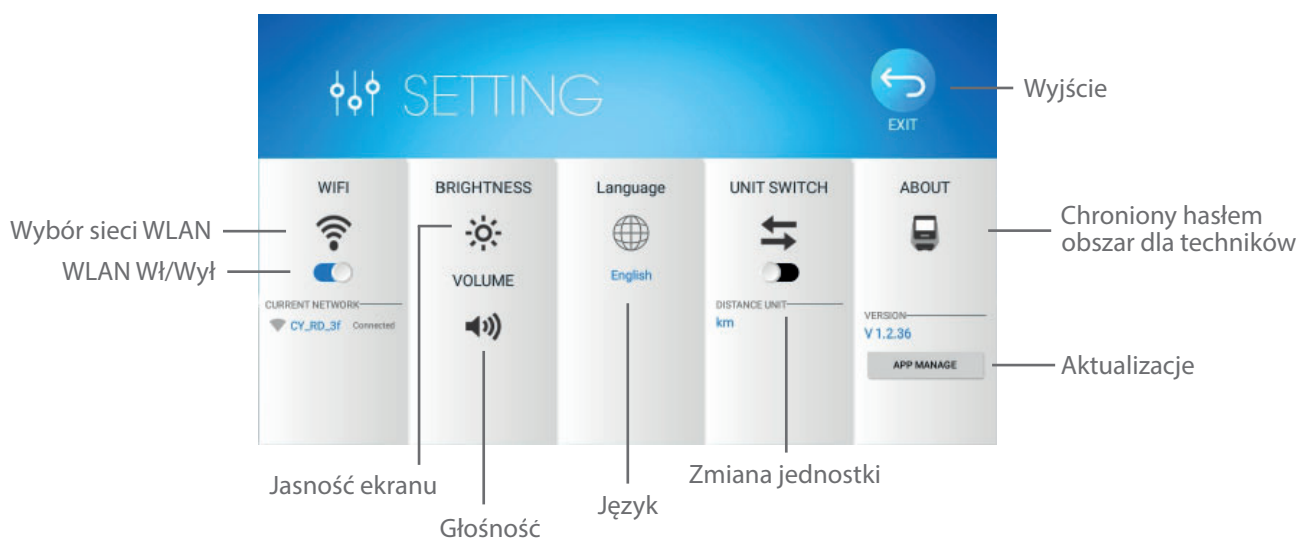 SETTING
EXIT
Wyjście
WIFI
BRIGHTNESS
Language
UNIT SWITCH
ABOUT
Wybór sieci WLAN
WLAN Wł/Wył
Chroniony hasłem
obszar dla techników
VOLUME
English
CURRENT NETWORK
CY_RD_3f Connected
DISTANCE UNIT
km
VERSION
V 1.2.36
APP MANAGE
Aktualizacje
Jasność ekranu
Głośność
Język
Zmiana jednostki